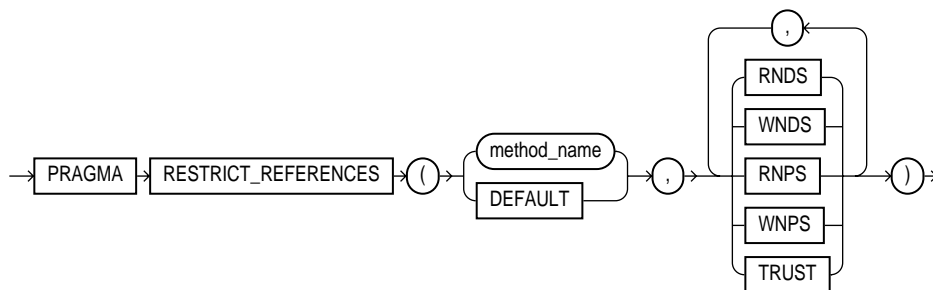 ,
RNDS
method_name
WNDS
PRAGMA RESTRICT_REFERENCES ( , RNPS )
DEFAULT
WNPS
TRUST